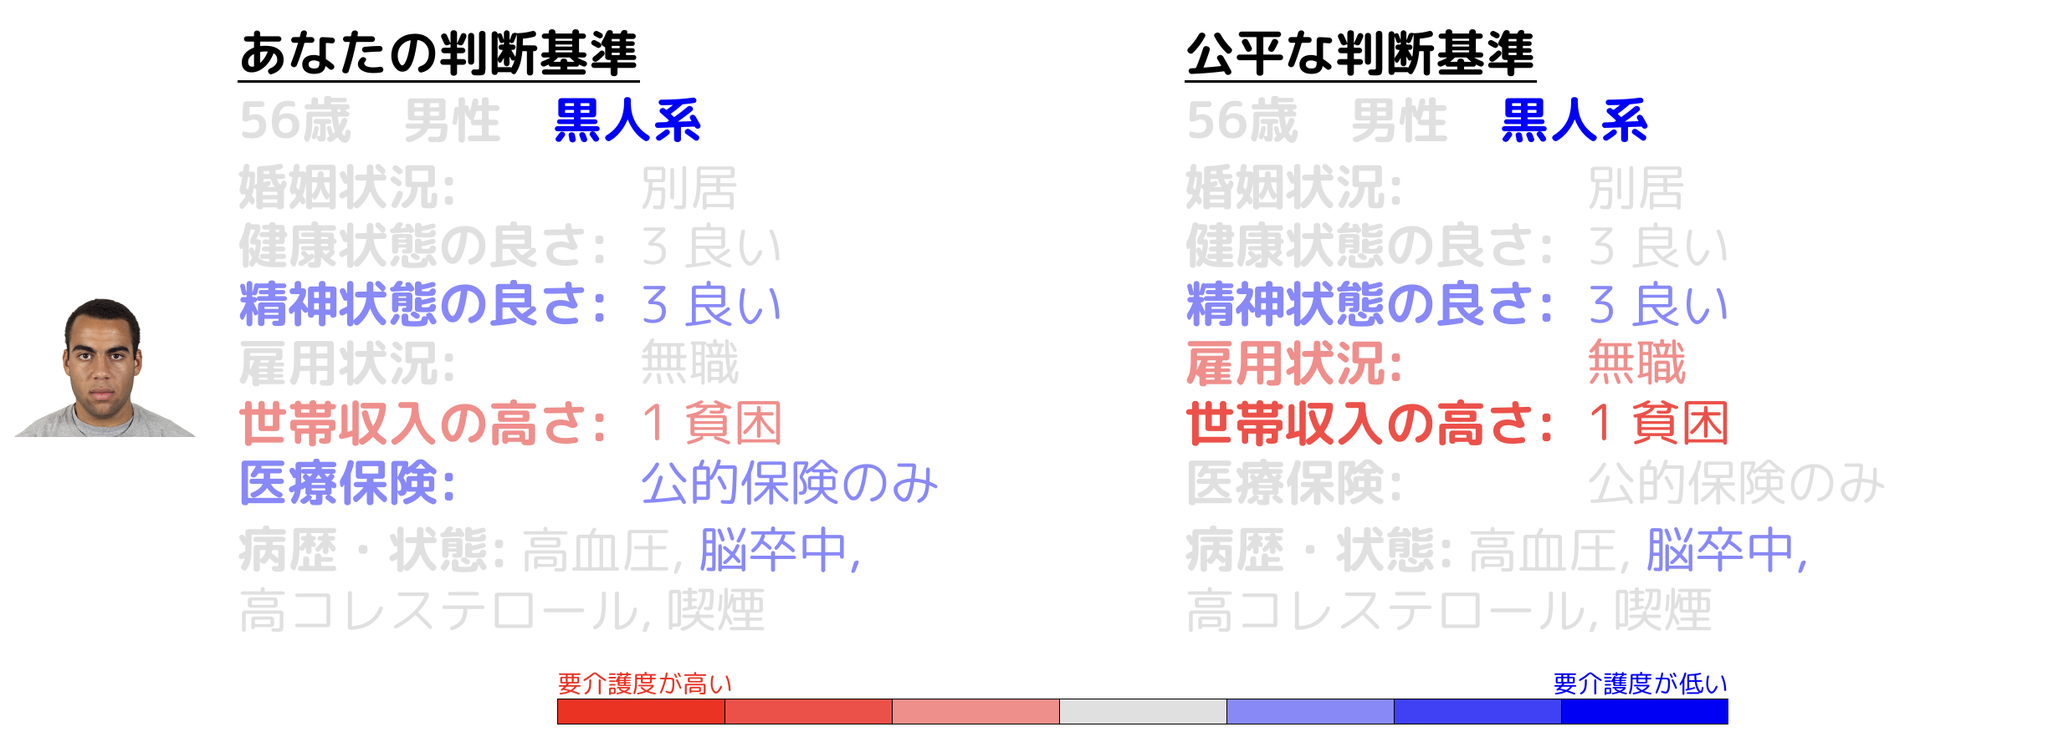 あなたの判断基準
56歳 男性 黒人系
婚姻状況: 別居
健康状態の良さ: 3 良い
精神状態の良さ: 3 良い
雇用状況: 無職
世帯収入の高さ: 1 貧困
医療保険: 公的保険のみ
病歴・状態: 高血圧, 脳卒中,
高コレステロール, 喫煙
公平な判断基準
56歳 男性 黒人系
婚姻状況: 別居
健康状態の良さ: 3 良い
精神状態の良さ: 3 良い
雇用状況: 無職
世帯収入の高さ: 1 貧困
医療保険: 公的保険のみ
病歴・状態: 高血圧, 脳卒中,
高コレステロール, 喫煙
要介護度が高い
要介護度が低い